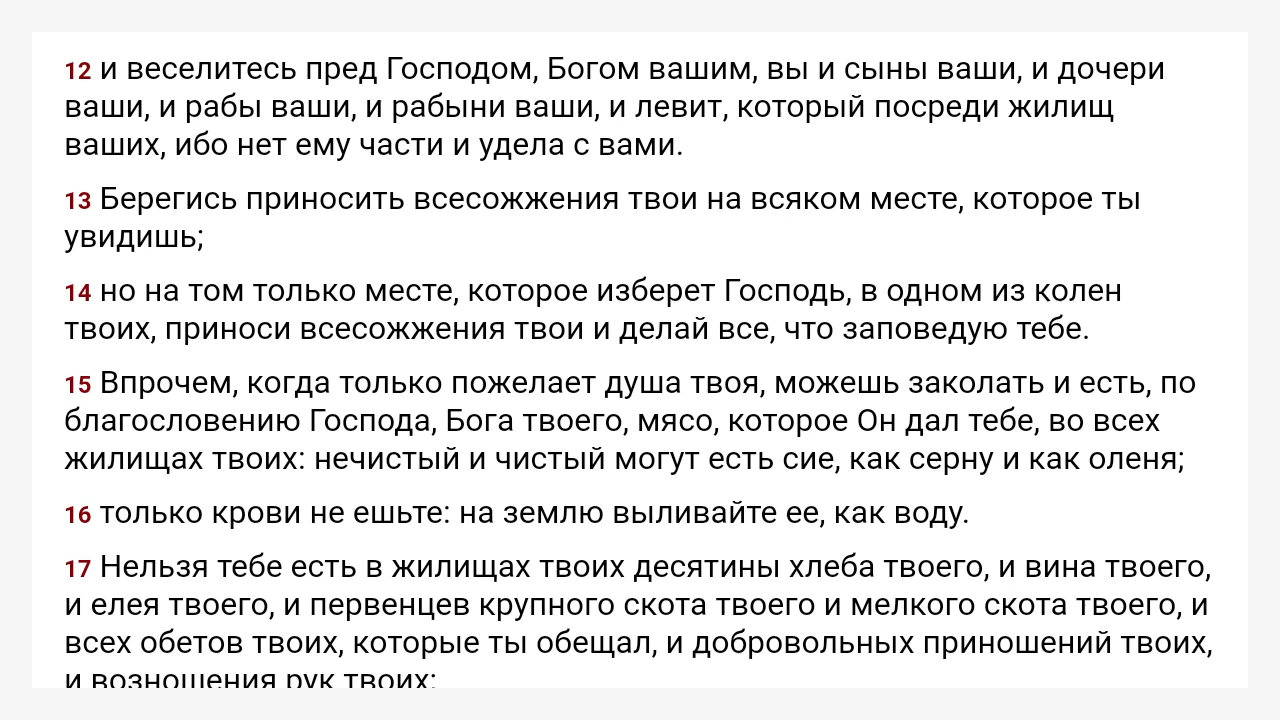 12 и веселитесь пред Господом, Богом вашим, вы и сыны ваши, и дочери
ваши, и рабы ваши, и рабыни ваши, и левит, который посреди жилищ
ваших, ибо нет ему части и удела с вами.
13 Берегись приносить всесожжения твои на всяком месте, которое ты
увидишь;
14 но на том только месте, которое изберет Господь, в одном из колен
твоих, приноси всесожжения твои и делай все, что заповедую тебе.
15 Впрочем, когда только пожелает душа твоя, можешь заколать и есть, по
благословению Господа, Бога твоего, мясо, которое Он дал тебе, во всех
жилищах твоих: нечистый и чистый могут есть сие, как серну и как оленя;
16 только крови не ешьте: на землю выливайте ее, как воду.
17 Нельзя тебе есть в жилищах твоих десятины хлеба твоего, и вина твоего,
и елея твоего, и первенцев крупного скота твоего и мелкого скота твоего, и
всех обетов твоих, которые ты обещал, и добровольных приношений твоих,
и возношения рук твоих;